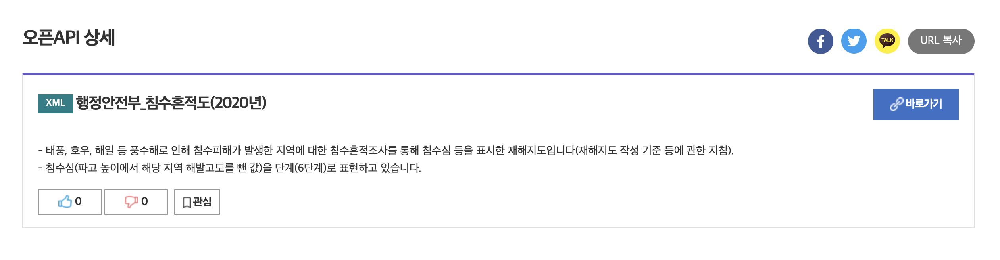 오픈API 상세
TALK
URL 복사
XML 행정안전부_침수흔적도(2020년)
바로가기
- 태풍, 호우, 해일 등 풍수해로 인해 침수피해가 발생한 지역에 대한 침수흔적조사를 통해 침수심 등을 표시한 재해지도입니다(재해지도 작성 기준 등에 관한 지침).
- 침수심(파고 높이에서 해당 지역 해발고도를 뺀 값)을 단계(6단계)로 표현하고 있습니다.
0
0
관심